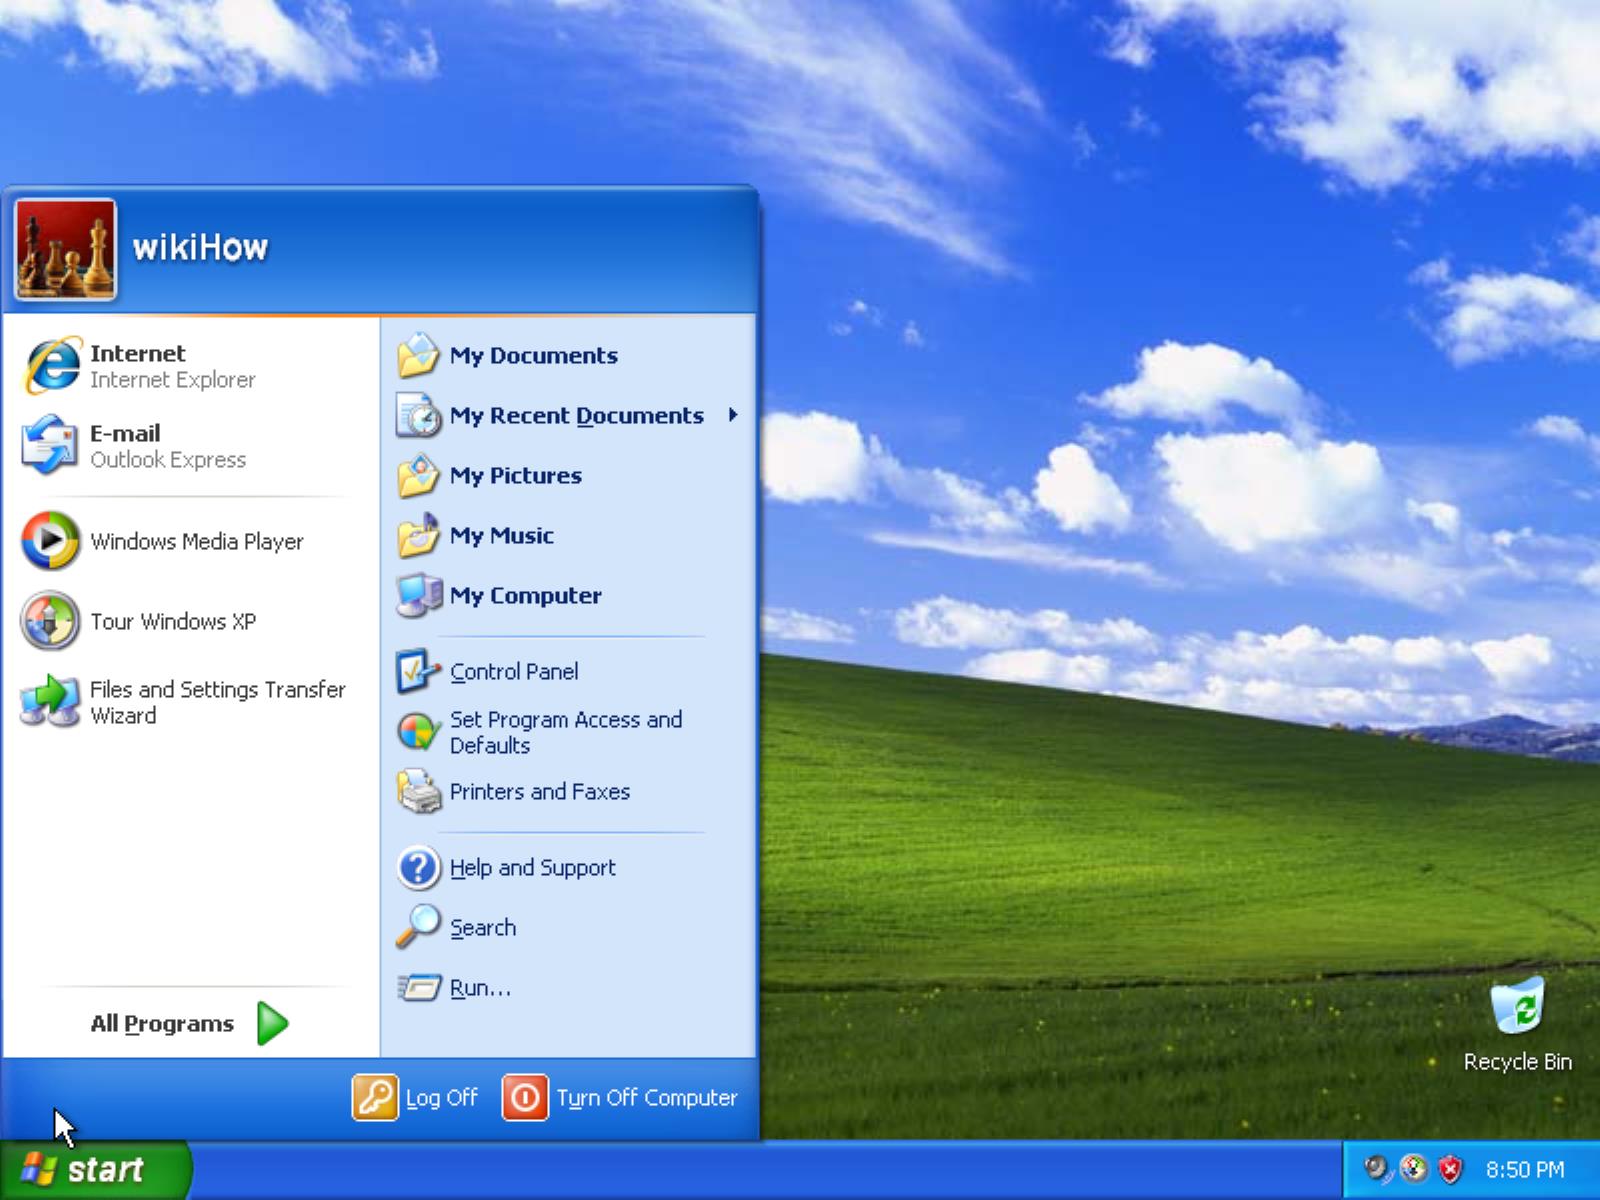 wikiHow
Internet
Internet Explorer
E-mail
Outlook Express
Windows Media Player
Tour Windows XP
Files and Settings Transfer
Wizard
All Programs
My Documents
My Recent Documents
My Pictures
My Music
My Computer
Control Panel
Set Program Access and
Defaults
Printers and Faxes
Help and Support
Search
Run...
Log Off
Turn Off Computer
Recycle Bin
start
8:50 PM